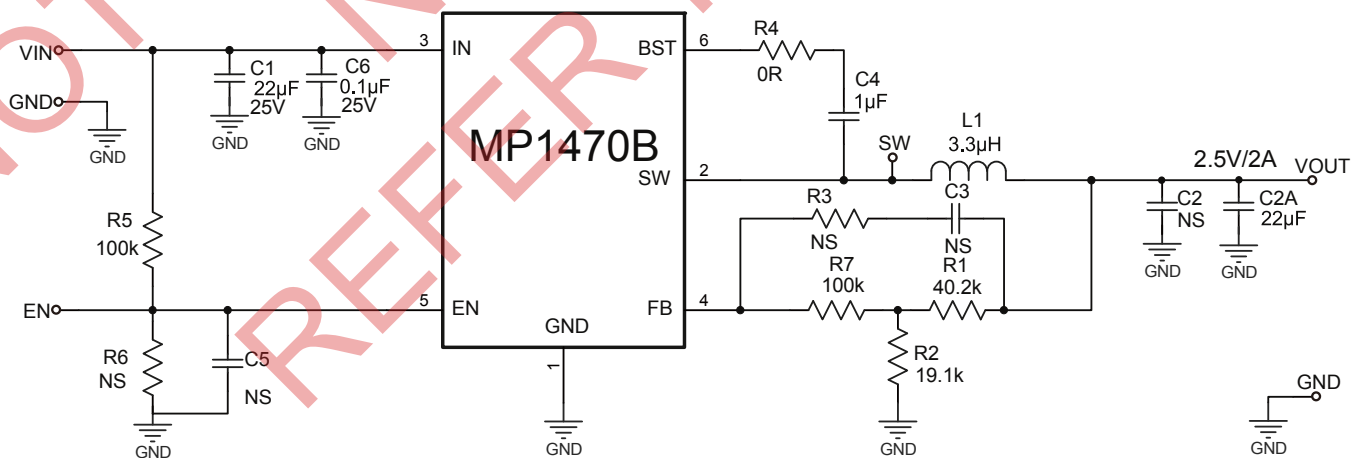 NOT
N
REFER
VIN
GND
GND
3
IN
C1
22µF
25V
GND
C6
0.1µF
25V
GND
MP1470B
BST
6
R4
0R
C4
1µF
SW
2
SW
L1
3.3µH
2.5V/2A
VOUT
C2
NS
GND
C2A
22µF
GND
R3
NS
C3
NS
R5
100k
R7
100k
R1
40.2k
EN
5
EN
GND
1
GND
FB
4
R2
19.1k
GND
R6
NS
C5
NS
GND
GND
GND